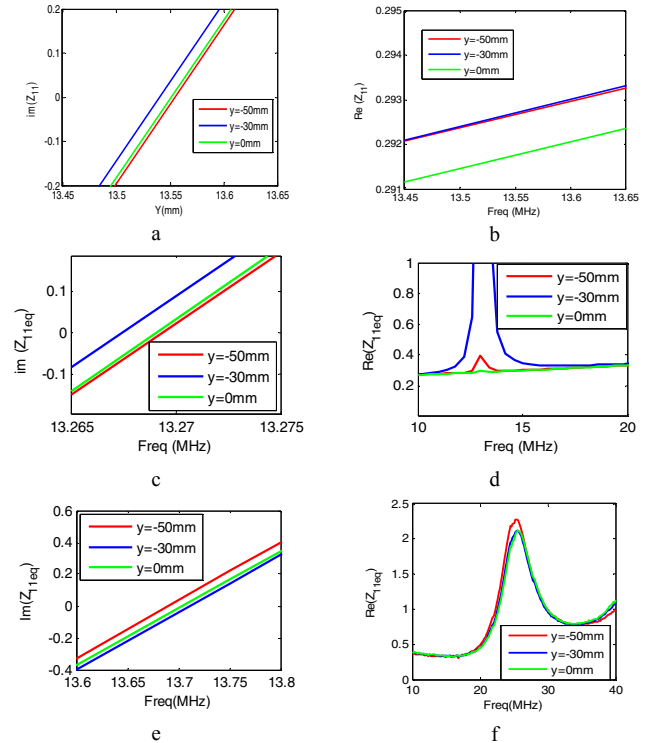 0.2
0.1
0
-0.1
-0.2
im(Z11)
y=-50mm
y=-30mm
y=0mm
13.45 13.5 13.55 13.6 13.65
Y(mm)
a
0.295
0.294
0.293
0.292
0.291
Re (Z11)
y=-50mm
y=-30mm
y=0mm
13.45 13.5 13.55 13.6 13.65
Freq (MHz)
b
0.1
0
-0.1
im (Z11eq)
y=-50mm
y=-30mm
y=0mm
13.265 13.27 13.275
Freq (MHz)
c
1
0.8
0.6
0.4
0.2
Re(Z11eq)
y=-50mm
y=-30mm
y=0mm
10 15 20
Freq (MHz)
d
0.6
0.4
0.2
0
-0.2
-0.4
Im(Z11eq)
y=-50mm
y=-30mm
y=0mm
13.6 13.65 13.7 13.75 13.8
Freq(MHz)
e
2.5
2
1.5
1
0.5
0
Re(Z11eq)
y=-50mm
y=-30mm
y=0mm
10 20 30 40
Freq(MHz)
f